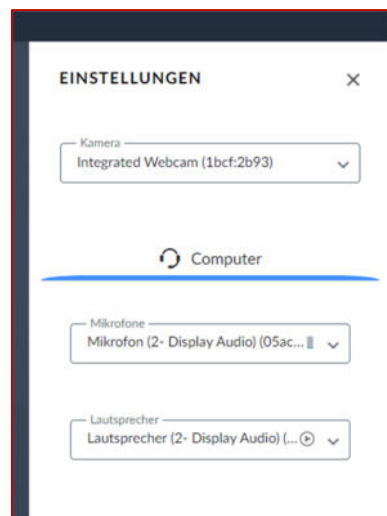 EINSTELLUNGEN
Kamera
Integrated Webcam (1bcf:2b93)
Computer
Mikrofone
Mikrofon (2- Display Audio) (05ac...
Lautsprecher
Lautsprecher (2- Display Audio) (...